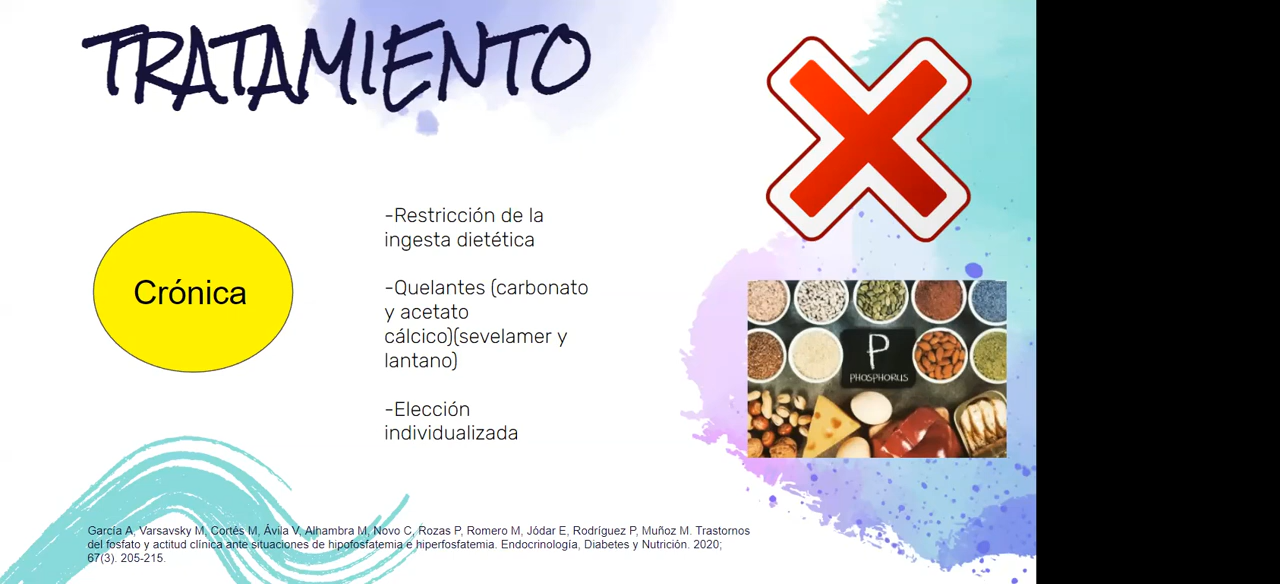 TRATAMIENTO
Crónica
-Restricción de la
ingesta dietética
-Quelantes (carbonato
y acetato
cálcico)(sevelamer y
lantano)
-Elección
individualizada
P
PHOSPHORUS
García A, Varsavsky M, Cortés M, Ávila V, Alhambra M, Novo C, Rozas P, Romero M, Jódar E, Rodríguez P, Muñoz M. Trastornos
del fosfato y actitud clínica ante situaciones de hipofosfatemia e hiperfosfatemia. Endocrinología, Diabetes y Nutrición. 2020;
67(3). 205-215.